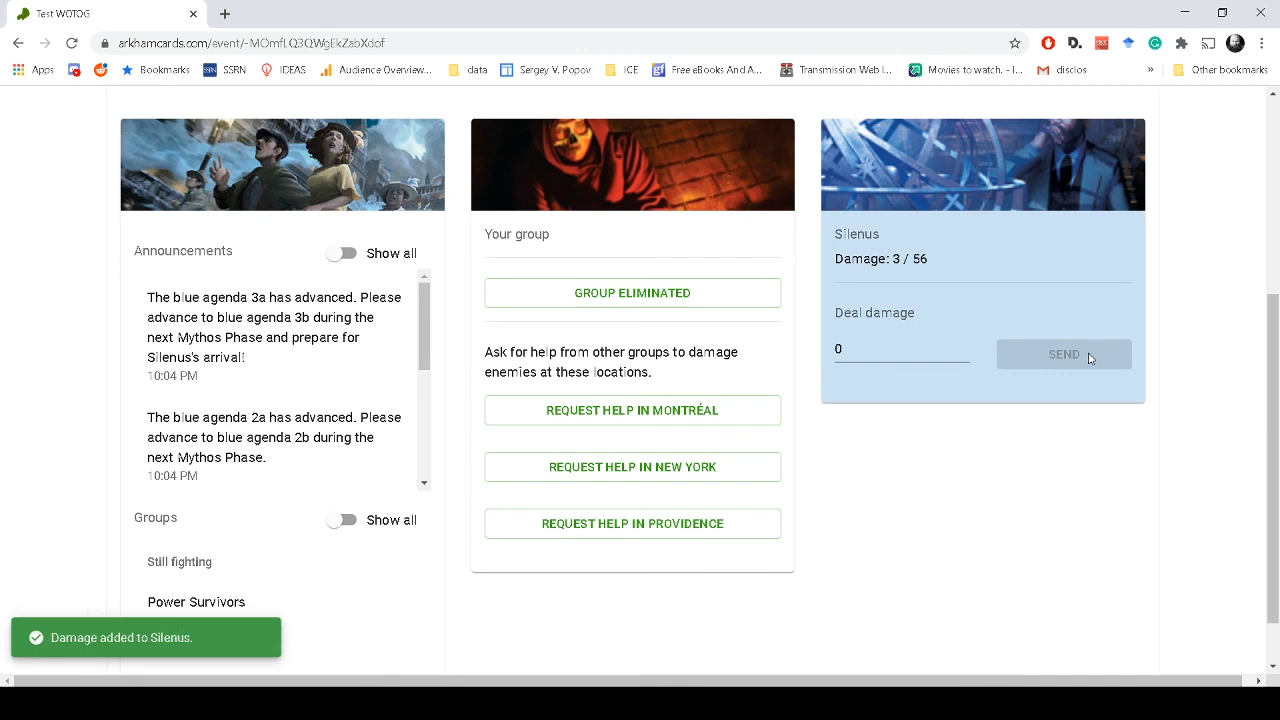 Test WOTOG
arkhamcards.com/event/-MOmfLQ3QWgEkZabXdof
Apps
Bookmarks
SSRN
IDEAS
Audience Overview...
data
Sergey V. Popov
ICE
Free eBook And A...
Transmission Web I...
Movies to watch. - I...
disclos
»
Other bookmarks
Announcements
Show all
The blue agenda 3a has advanced. Please
advance to blue agenda 3b during the
next Mythos Phase and prepare for
Silenus's arrival!
10:04 PM
The blue agenda 2a has advanced. Please
advance to blue agenda 2b during the
next Mythos Phase.
10:04 PM
Groups
Show all
Still fighting
Power Survivors
Damage added to Silenus.
Your group
GROUP ELIMINATED
Ask for help from other groups to damage
enemies at these locations.
REQUEST HELP IN MONTRÉAL
REQUEST HELP IN NEW YORK
REQUEST HELP IN PROVIDENCE
Silenus
Damage: 3 / 56
Deal damage
0
SEND